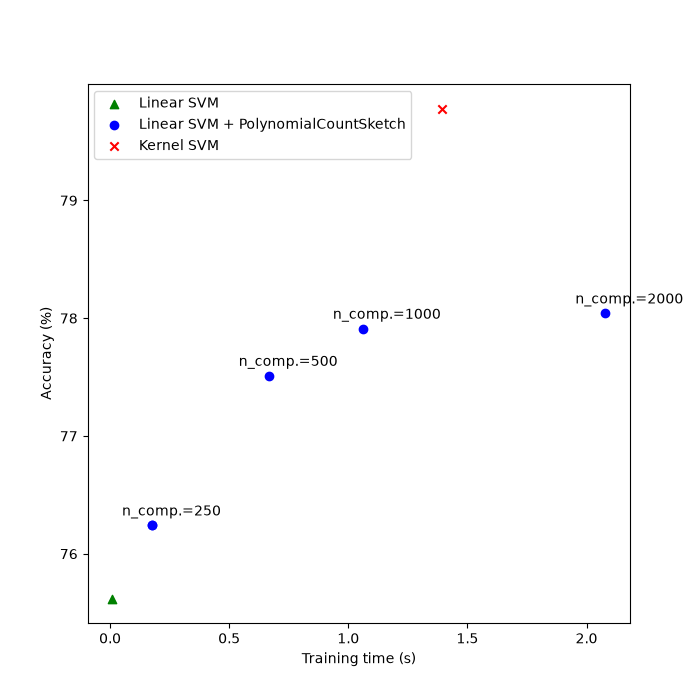 Linear SVM
Linear SVM + PolynomialCountSketch
Kernel SVM
79
78
77
76
n_comp.=2000
n_comp.=1000
n_comp.=500
n_comp.=250
Accuracy (%)
0.0 0.5 1.0 1.5 2.0
Training time (s)